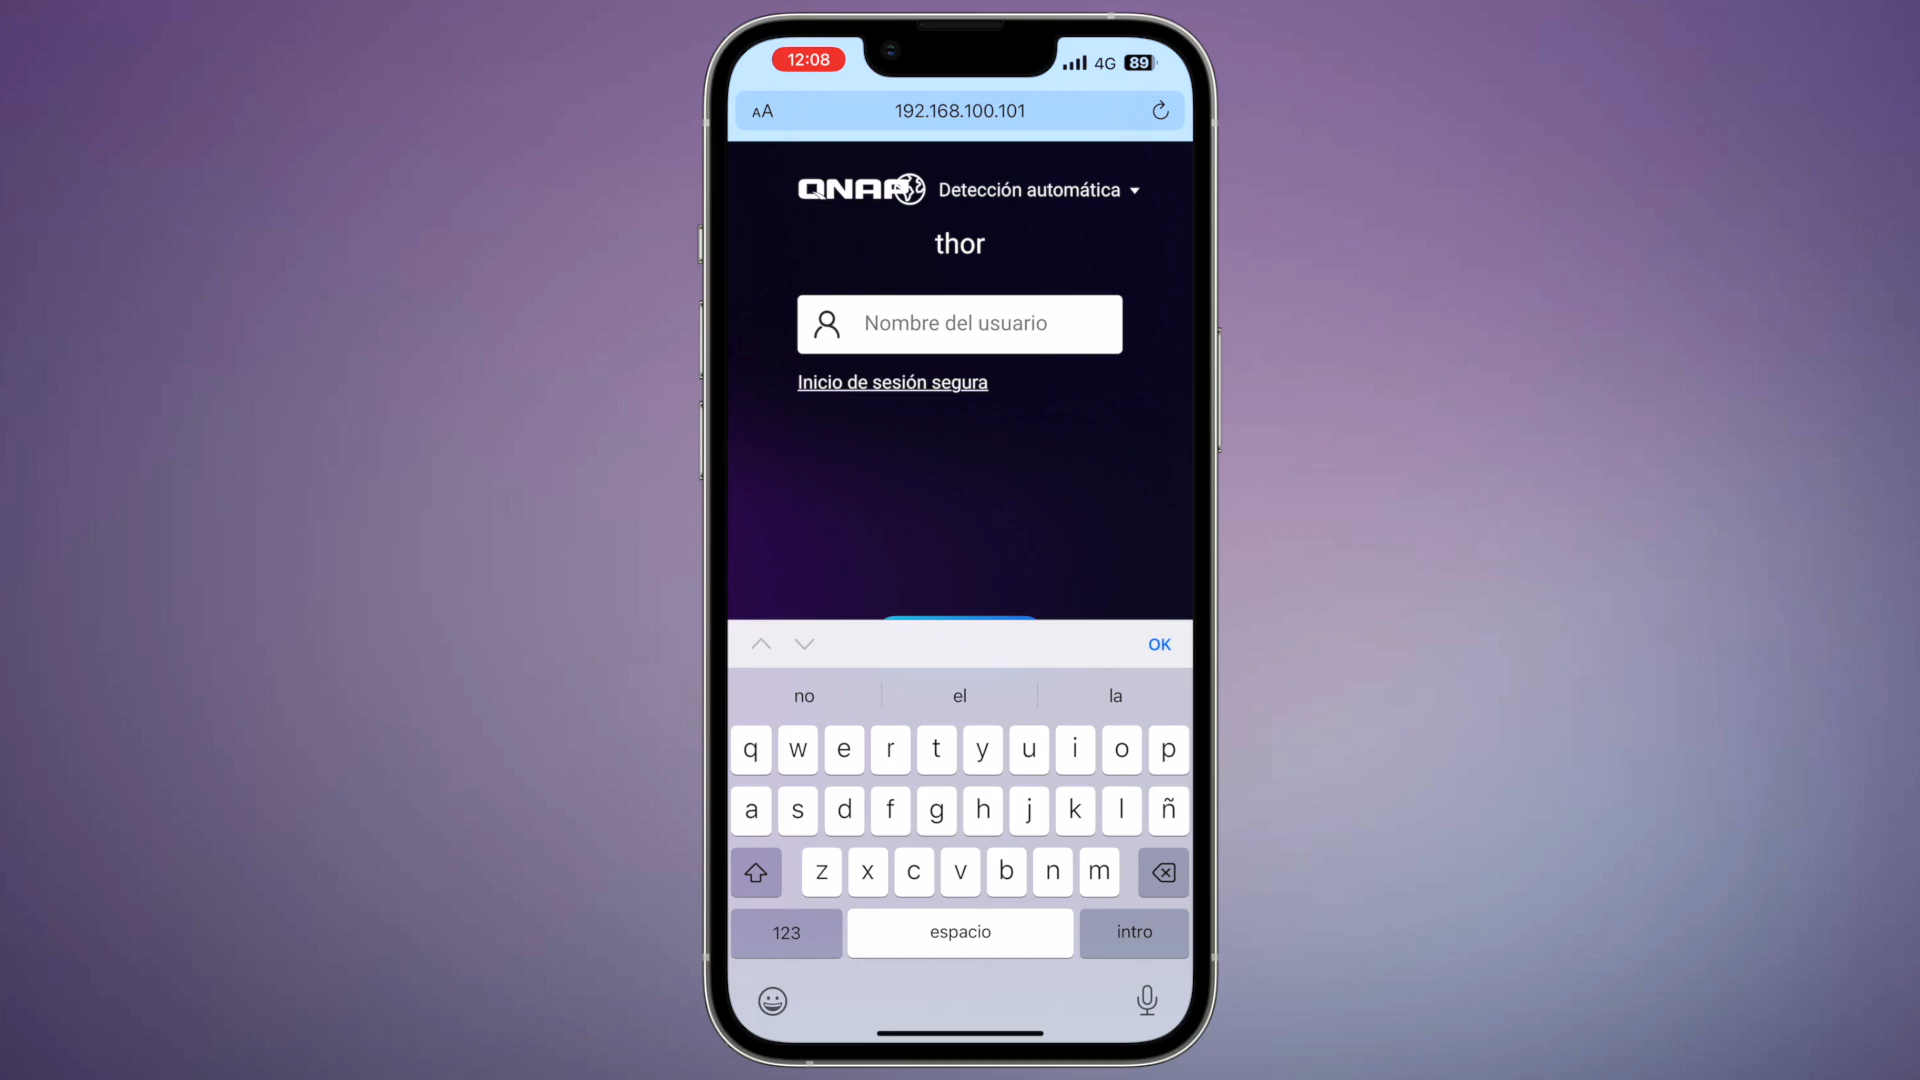 12:08 4G 89
AA 192.168.100.101
QNAP Detección automática
thor
Nombre del usuario
Inicio de sesión segura
OK
no el la
q w e r t y u i o p
a s d f g h j k l ñ
z x c v b n m
123 espacio intro